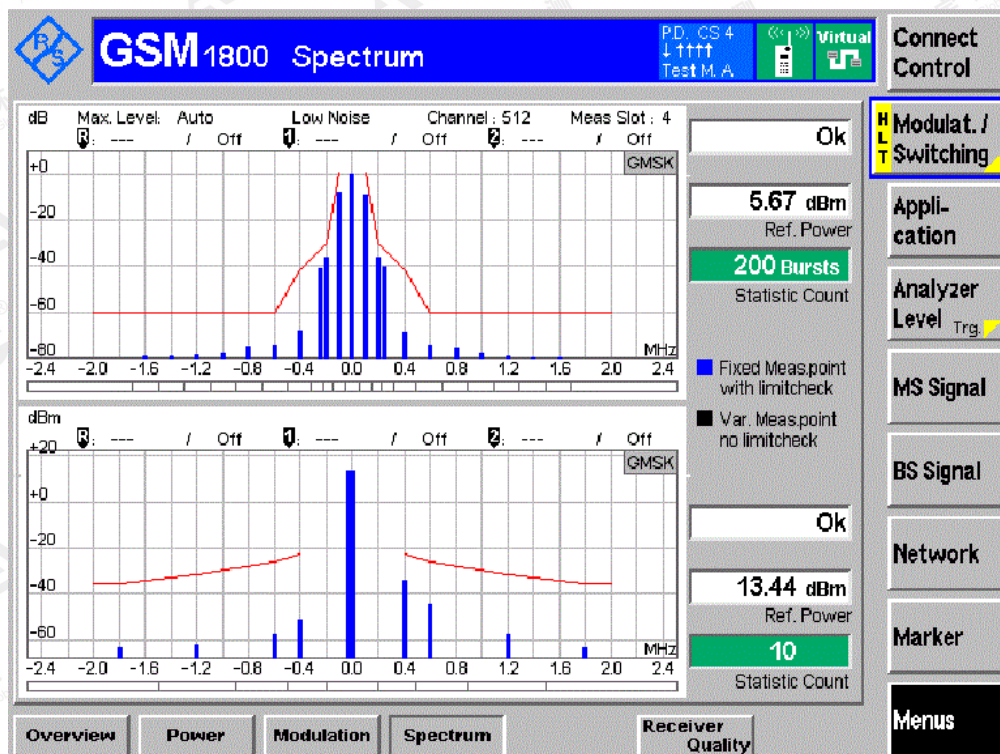 R/S
GSM 1800 Spectrum
P.D. CS 4
↓ ↑↑↑↑
Test M. A
Virtual
Connect Control
dB Max. Level: Auto Low Noise Channel : 512 Meas Slot : 4
R: --- / Off 1: --- / Off 2: --- / Off
GMSK
+0
-20
-40
-60
-80
MHz
-2.4 -2.0 -1.6 -1.2 -0.8 -0.4 0.0 0.4 0.8 1.2 1.6 2.0 2.4
Ok
5.67 dBm
Ref. Power
200 Bursts
Statistic Count
Fixed Meas.point
with limitcheck
Var. Meas.point
no limitcheck
dBm
R: --- / Off 1: --- / Off 2: --- / Off
GMSK
+20
+0
-20
-40
-60
MHz
-2.4 -2.0 -1.6 -1.2 -0.8 -0.4 0.0 0.4 0.8 1.2 1.6 2.0 2.4
Ok
13.44 dBm
Ref. Power
10
Statistic Count
HLT
Modulat. /
Switching
Appli-
cation
Analyzer
Level Trg.
MS Signal
BS Signal
Network
Marker
Menus
Overview
Power
Modulation
Spectrum
Receiver
Quality